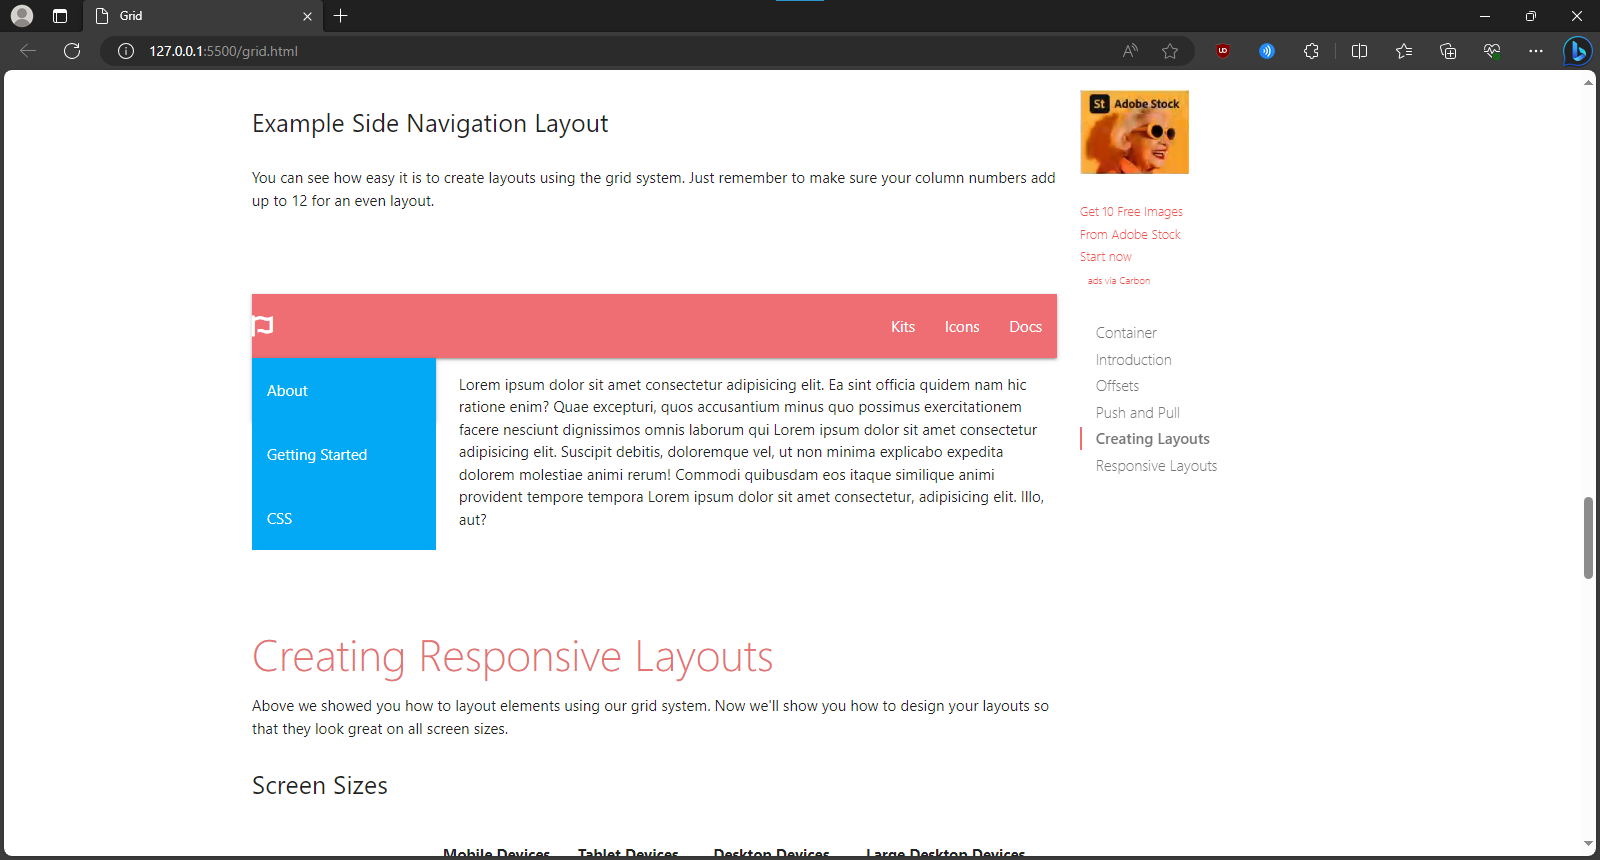 Grid
127.0.0.1:5500/grid.html
Example Side Navigation Layout
You can see how easy it is to create layouts using the grid system. Just remember to make sure your column numbers add
up to 12 for an even layout.
Kits Icons Docs
About
Getting Started
CSS
Lorem ipsum dolor sit amet consectetur adipisicing elit. Ea sint officia quidem nam hic
ratione enim? Quae excepturi, quos accusantium minus quo possimus exercitationem
facere nesciunt dignissimos omnis laborum qui Lorem ipsum dolor sit amet consectetur
adipisicing elit. Suscipit debitis, doloremque vel, ut non minima explicabo expedita
dolorem molestiae animi rerum! Commodi quibusdam eos itaque similique animi
provident tempore tempora Lorem ipsum dolor sit amet consectetur, adipisicing elit. Illo,
aut?
Creating Responsive Layouts
Above we showed you how to layout elements using our grid system. Now we'll show you how to design your layouts so
that they look great on all screen sizes.
Screen Sizes
Mobile Devices Tablet Devices Desktop Devices Large Desktop Devices
St Adobe Stock
Get 10 Free Images
From Adobe Stock
Start now
ads via Carbon
Container
Introduction
Offsets
Push and Pull
Creating Layouts
Responsive Layouts